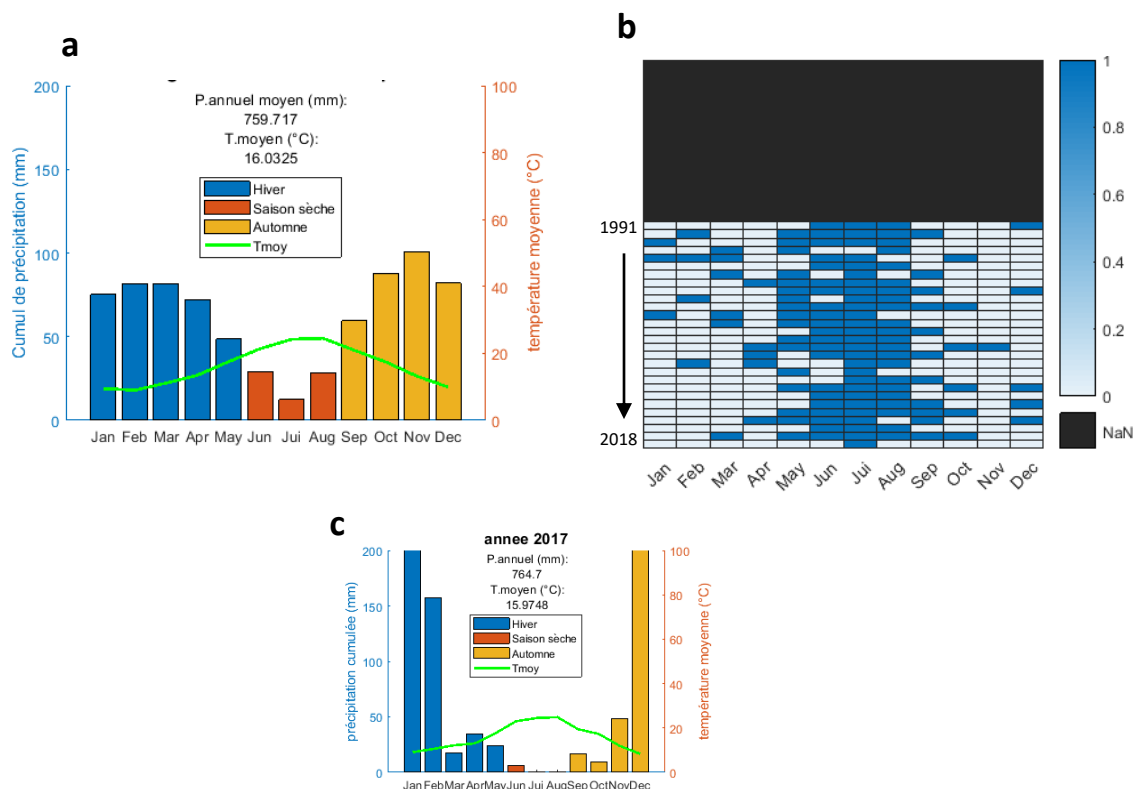 a
P.annuel moyen (mm):
759.717
T.moyen (°C):
16.0325
Hiver
Saison sèche
Automne
Tmoy
Cumul de précipitation (mm)
200
150
100
50
0
température moyenne (°C)
100
80
60
40
20
0
Jan Feb Mar Apr May Jun Jui Aug Sep Oct Nov Dec
b
1991
2018
Jan Feb Mar Apr May Jun Jui Aug Sep Oct Nov Dec
1
0.8
0.6
0.4
0.2
0
NaN
c
annee 2017
P.annuel (mm):
764.7
T.moyen (°C):
15.9748
Hiver
Saison sèche
Automne
Tmoy
précipitation cumulée (mm)
200
150
100
50
0
température moyenne (°C)
100
80
60
40
20
0
Jan Feb Mar Apr May Jun Jui Aug Sep Oct Nov Dec